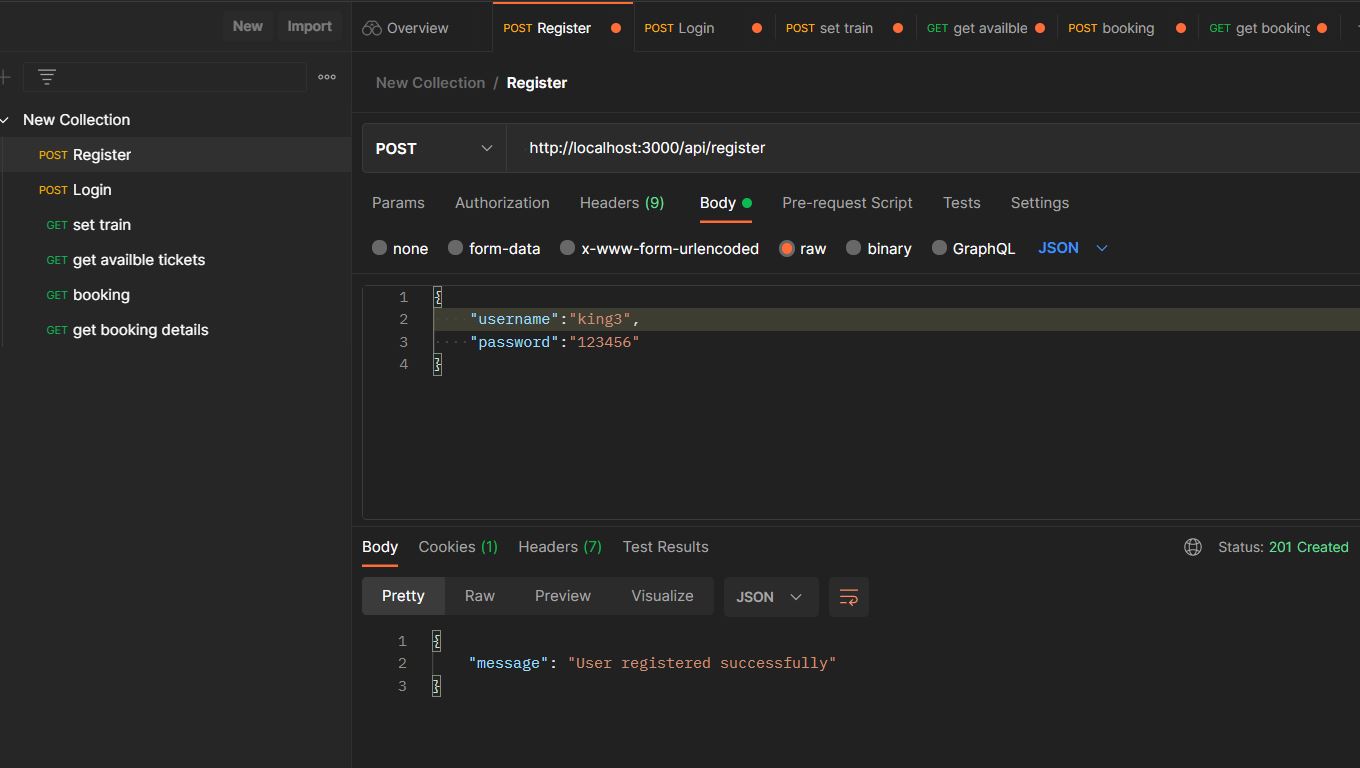 New Import Overview POST Register POST Login POST set train GET get availble POST booking GET get booking
New Collection / Register
New Collection
POST Register
POST Login
GET set train
GET get availble tickets
GET booking
GET get booking details
POST http://localhost:3000/api/register
Params Authorization Headers (9) Body Pre-request Script Tests Settings
none form-data x-www-form-urlencoded raw binary GraphQL JSON
1 {
2 "username":"king3",
3 "password":"123456"
4 }
Body Cookies (1) Headers (7) Test Results Status: 201 Created
Pretty Raw Preview Visualize JSON
1 {
2 "message": "User registered successfully"
3 }